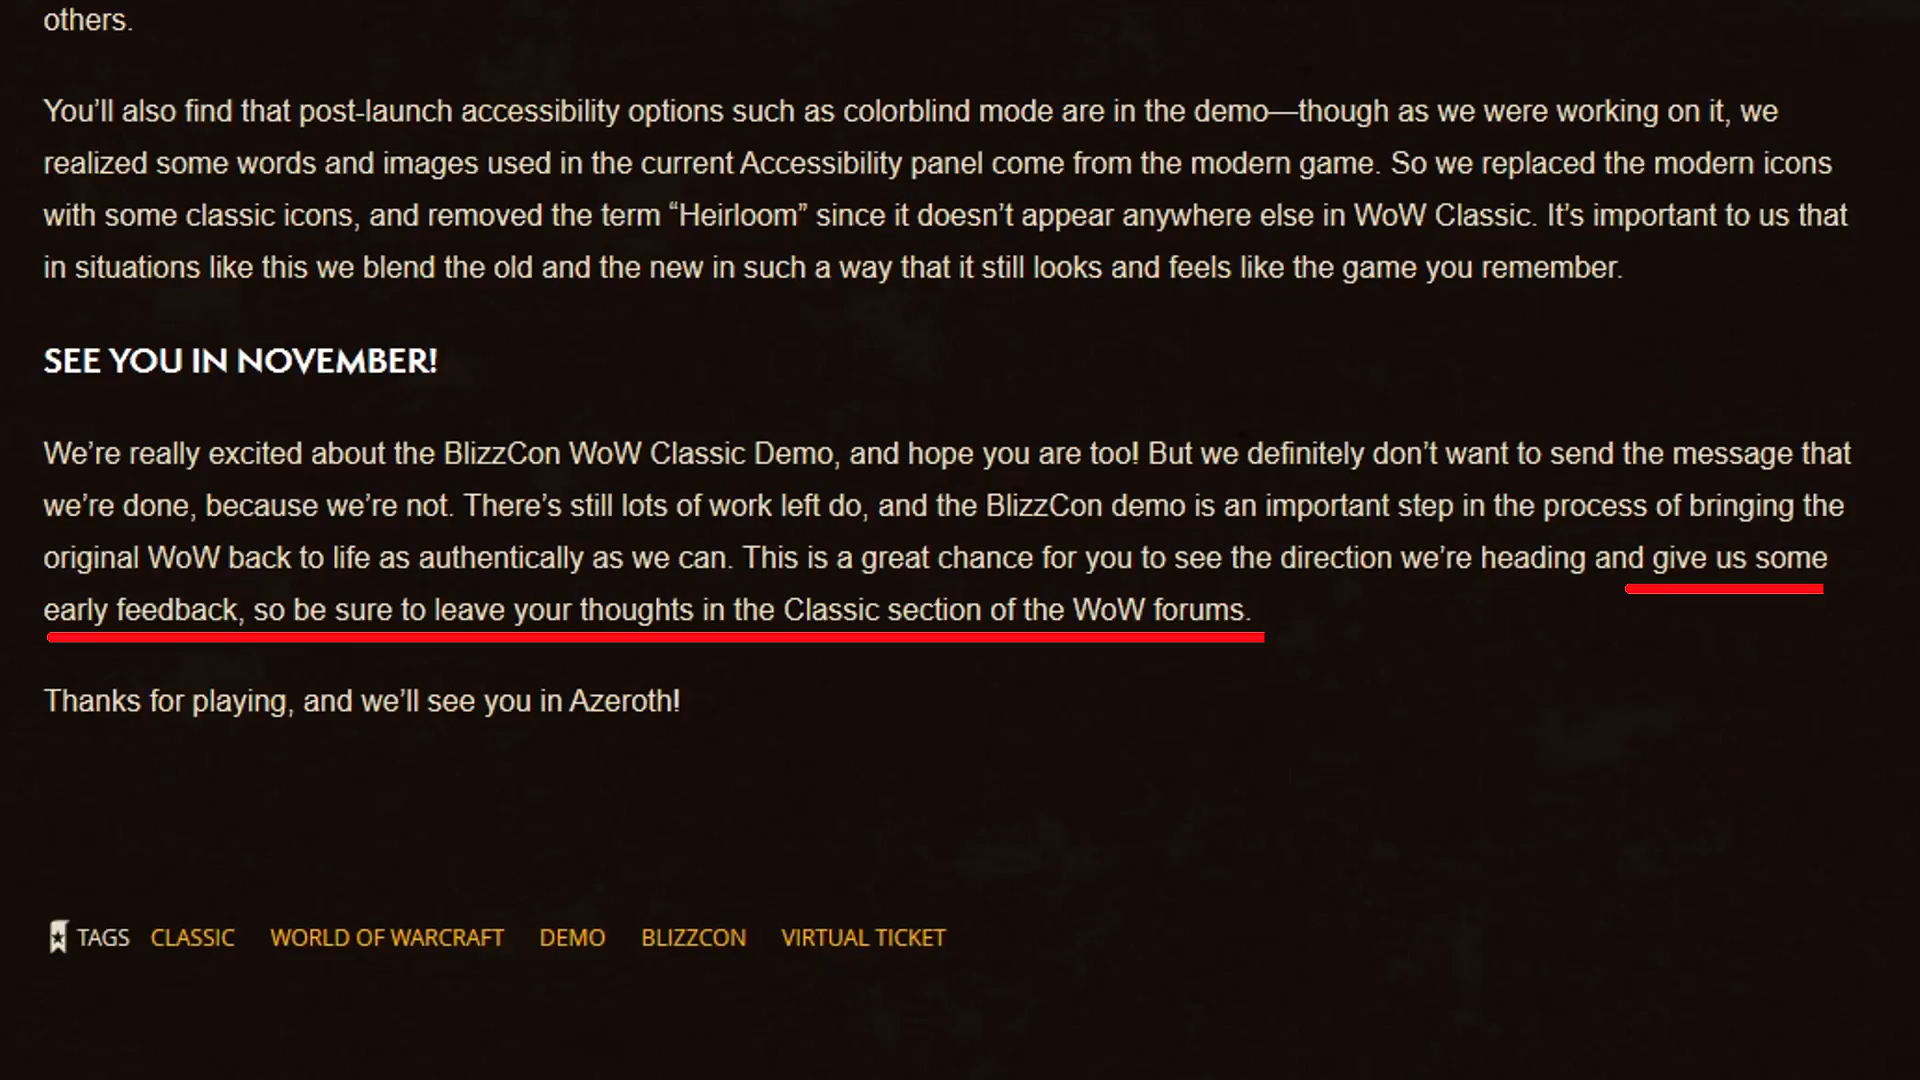 others.
You’ll also find that post-launch accessibility options such as colorblind mode are in the demo—though as we were working on it, we
realized some words and images used in the current Accessibility panel come from the modern game. So we replaced the modern icons
with some classic icons, and removed the term “Heirloom” since it doesn’t appear anywhere else in WoW Classic. It’s important to us that
in situations like this we blend the old and the new in such a way that it still looks and feels like the game you remember.
SEE YOU IN NOVEMBER!
We’re really excited about the BlizzCon WoW Classic Demo, and hope you are too! But we definitely don’t want to send the message that
we’re done, because we’re not. There’s still lots of work left do, and the BlizzCon demo is an important step in the process of bringing the
original WoW back to life as authentically as we can. This is a great chance for you to see the direction we’re heading and give us some
early feedback, so be sure to leave your thoughts in the Classic section of the WoW forums.
Thanks for playing, and we’ll see you in Azeroth!
TAGS CLASSIC WORLD OF WARCRAFT DEMO BLIZZCON VIRTUAL TICKET